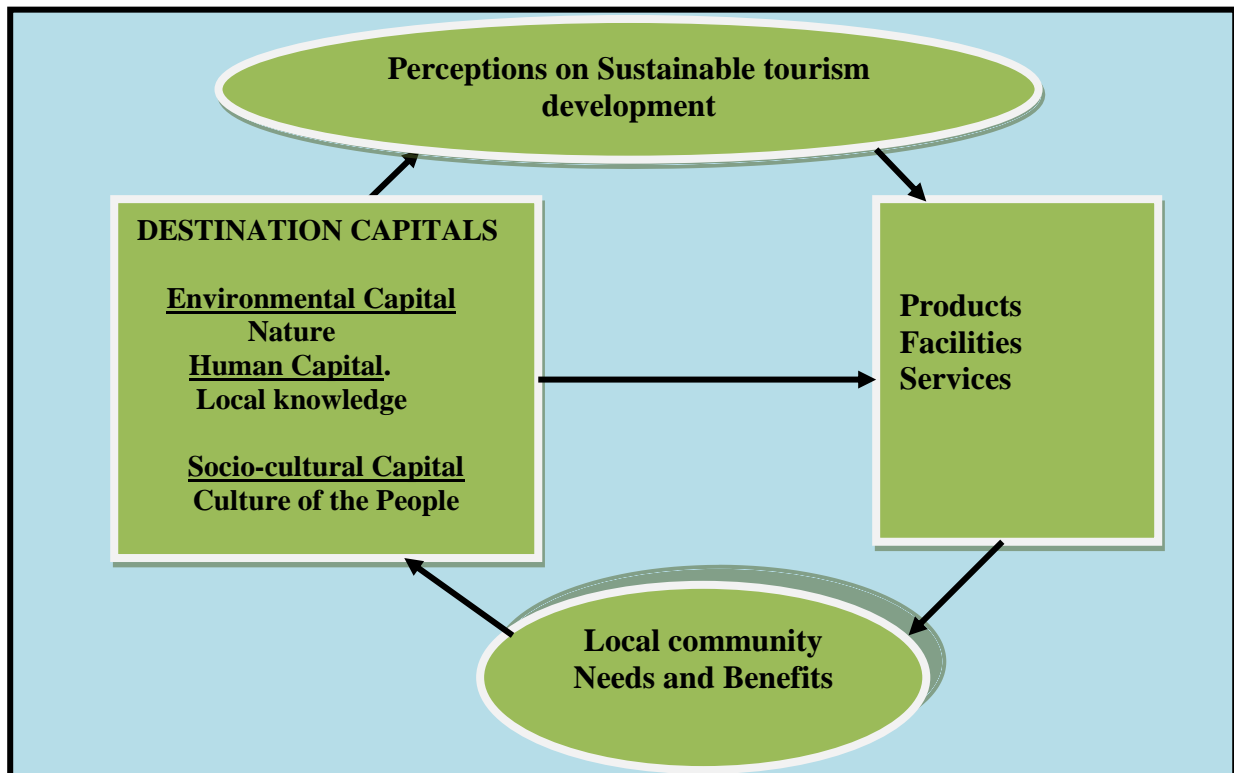 Perceptions on Sustainable tourism
development
DESTINATION CAPITALS
Environmental Capital
Nature
Human Capital.
Local knowledge
Socio-cultural Capital
Culture of the People
Products
Facilities
Services
Local community
Needs and Benefits